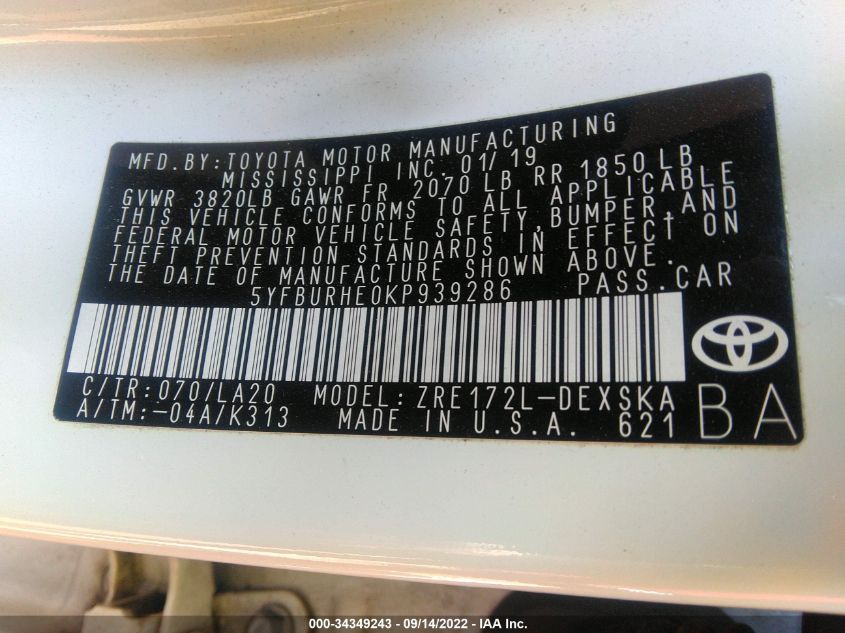 MFD.BY:TOYOTA MOTOR MANUFACTURING
MISSISSIPPI INC. 01/19
GVWR 3820LB GAWR FR 2070 LB RR 1850 LB
THIS VEHICLE CONFORMS TO ALL APPLICABLE
FEDERAL MOTOR VEHICLE SAFETY,BUMPER,AND
THEFT PREVENTION STANDARDS IN EFFECT ON
THE DATE OF MANUFACTURE SHOWN ABOVE.
5YFBURHE0KP939286 PASS.CAR
C/TR:070/LA20 MODEL:ZRE172L-DEXSKA
A/TM:-04A/K313 MADE IN U.S.A. 621
BA
000-34349243 / 09/14/2022 - IAA Inc.